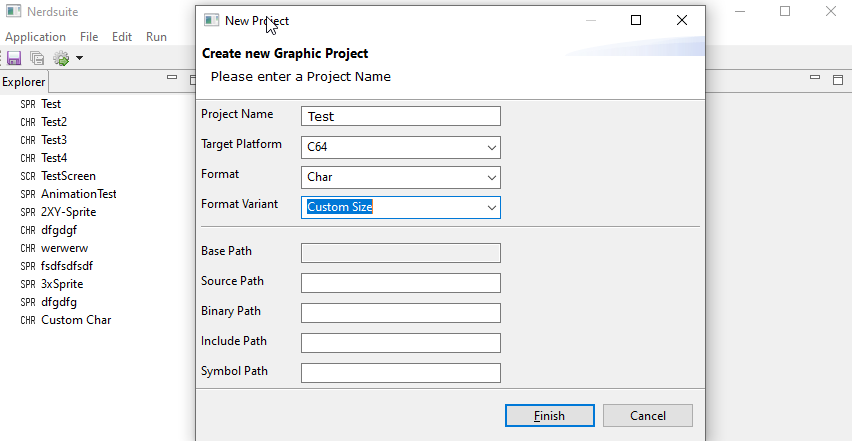 Nerdsuite
Application File Edit Run
Explorer
SPR Test
CHR Test2
CHR Test3
CHR Test4
SCR TestScreen
SPR AnimationTest
SPR 2XY-Sprite
CHR dfgdgf
CHR werwerw
SPR fsdfsdfsdf
SPR 3xSprite
SPR dfgdfg
CHR Custom Char
New Project
Create new Graphic Project
Please enter a Project Name
Project Name Test
Target Platform C64
Format Char
Format Variant Custom Size
Base Path
Source Path
Binary Path
Include Path
Symbol Path
Finish Cancel